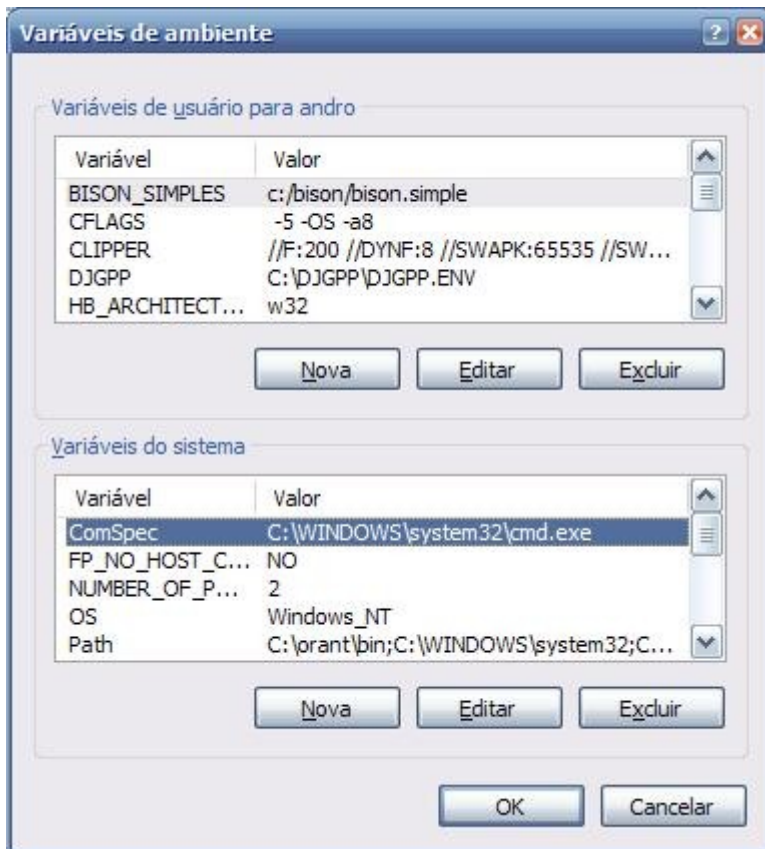 Variáveis de ambiente
Variáveis de usuário para andro
Variável Valor
BISON_SIMPLES c:/bison/bison.simple
CFLAGS -5 -OS -a8
CLIPPER //F:200 //DYNF:8 //SWAPK:65535 //SW...
DJGPP C:\DJGPP\DJGPP.ENV
HB_ARCHITECT... w32
Nova Editar Excluir
Variáveis do sistema
Variável Valor
ComSpec C:\WINDOWS\system32\cmd.exe
FP_NO_HOST_C... NO
NUMBER_OF_P... 2
OS Windows_NT
Path C:\orant\bin;C:\WINDOWS\system32;C...
Nova Editar Excluir
OK Cancelar